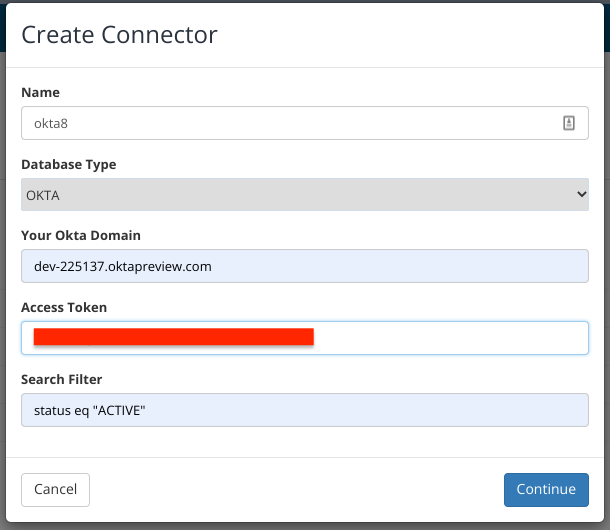 Create Connector
Name
okta8
Database Type
OKTA
Your Okta Domain
dev-225137.oktapreview.com
Access Token
Search Filter
status eq "ACTIVE"
Cancel
Continue